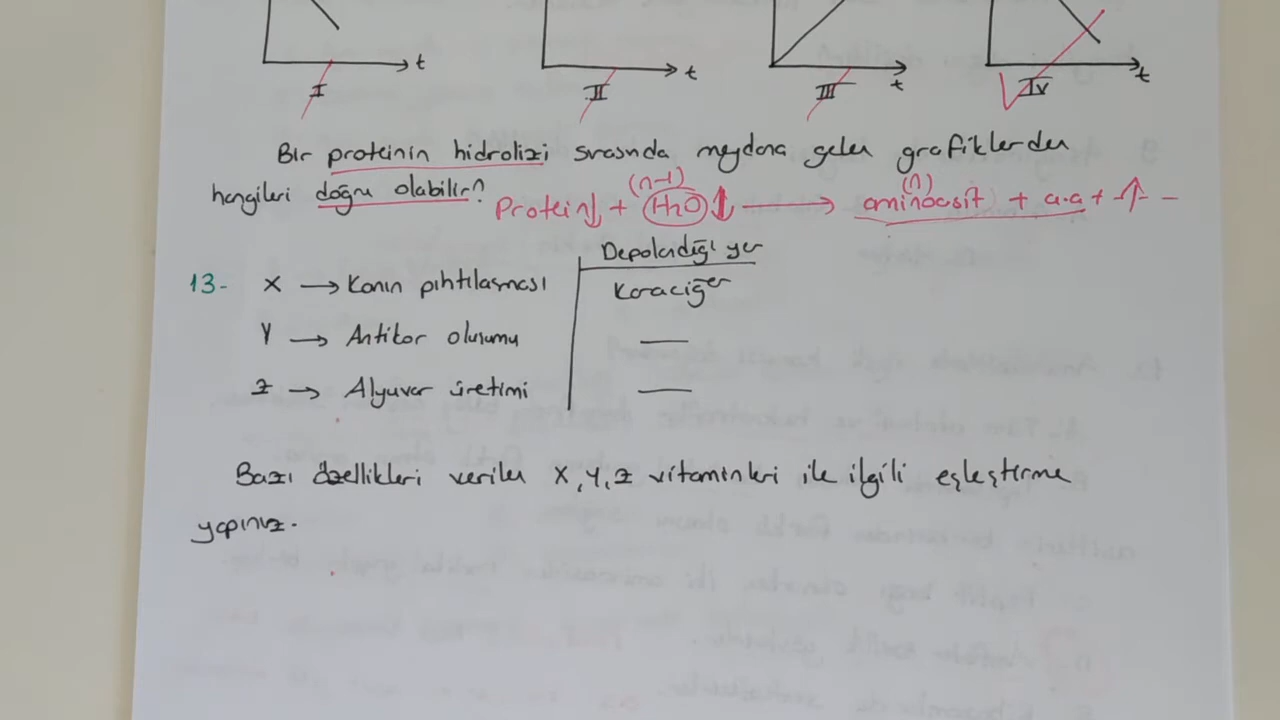 t t t t
I II III IV
Bir proteinin hidrolizi sırasında meydana gelen grafiklerden
hangileri doğru olabilir?
(n-1) (n)
Protein↓ + H2O↓ → aminoasit + a.a + --
Depolandığı yer
13- X → Kanın pıhtılaşması Karaciğer
Y → Antikor oluşumu —
Z → Alyuvar üretimi —
Bazı özellikleri verilen X, Y, Z vitaminleri ile ilgili eşleştirme
yapınız.